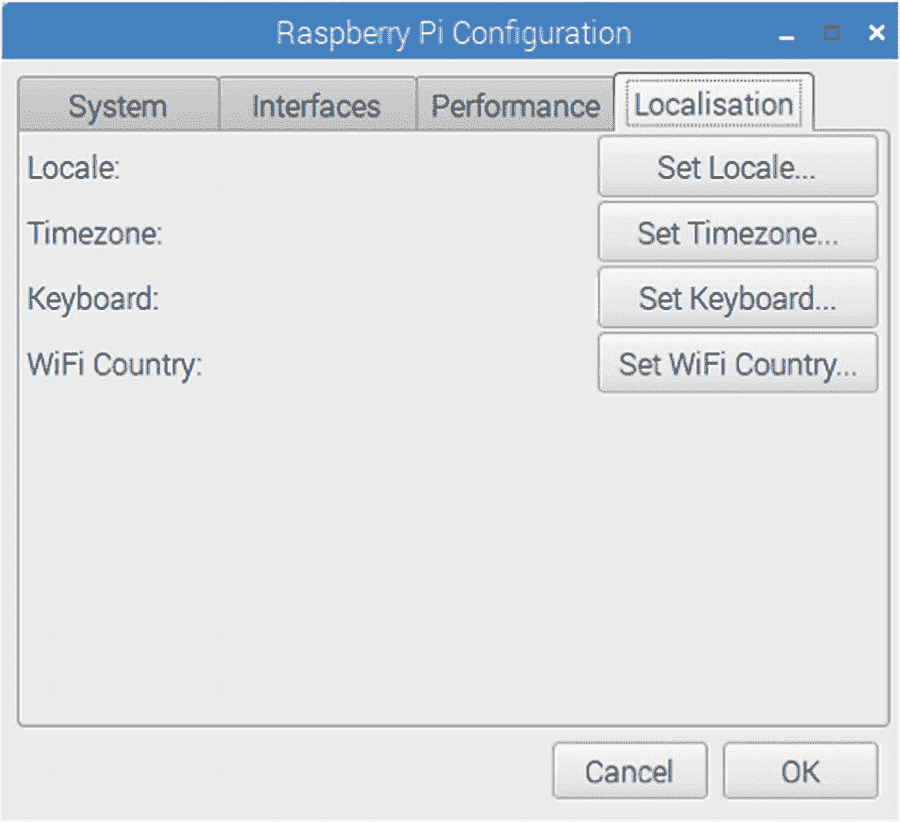 Raspberry Pi Configuration
System Interfaces Performance Localisation
Locale: Set Locale...
Timezone: Set Timezone...
Keyboard: Set Keyboard...
WiFi Country: Set WiFi Country...
Cancel OK